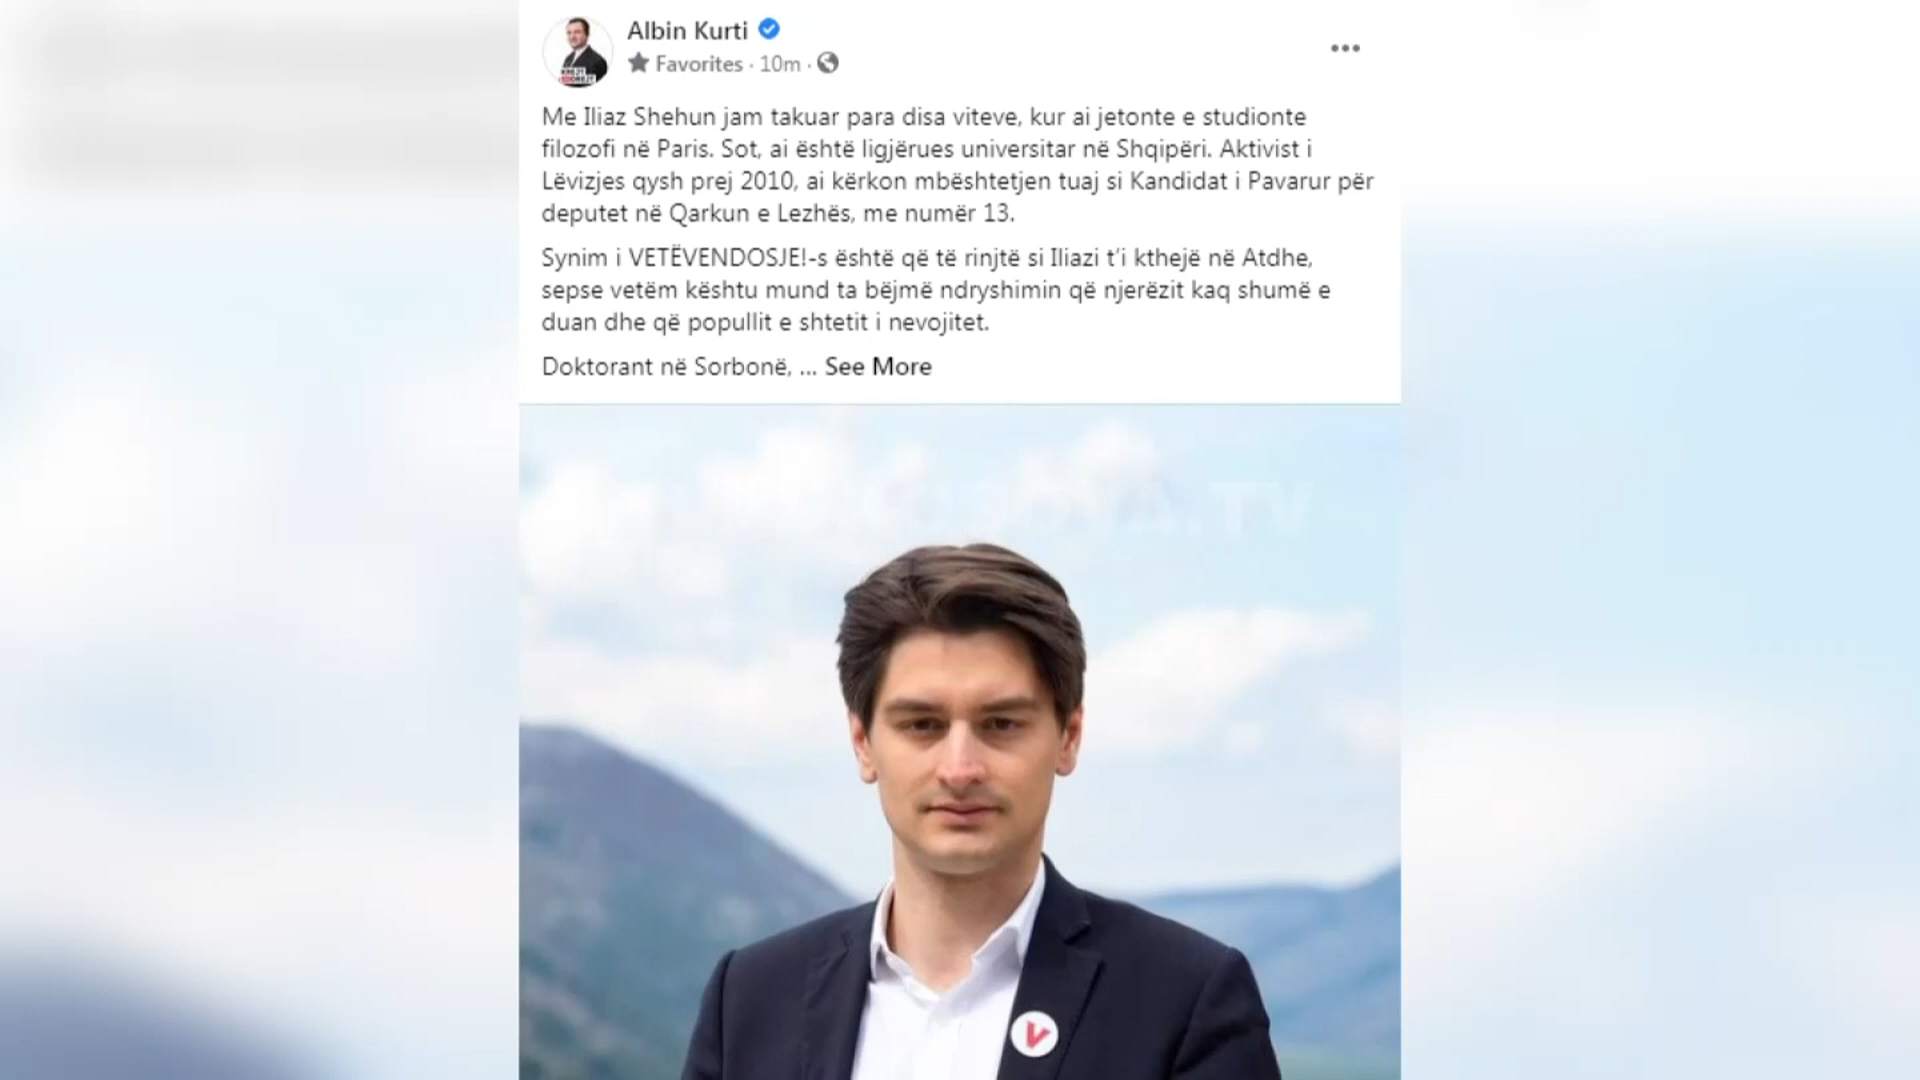 Albin Kurti
Favorites · 10m ·
Me Iliaz Shehun jam takuar para disa viteve, kur ai jetonte e studionte
filozofi në Paris. Sot, ai është ligjërues universitar në Shqipëri. Aktivist i
Lëvizjes qysh prej 2010, ai kërkon mbështetjen tuaj si Kandidat i Pavarur për
deputet në Qarkun e Lezhës, me numër 13.
Synim i VETËVENDOSJE!-s është që të rinjtë si Iliazi t'i kthejë në Atdhe,
sepse vetëm kështu mund ta bëjmë ndryshimin që njerëzit kaq shumë e
duan dhe që popullit e shtetit i nevojitet.
Doktorant në Sorbonë, ... See More
KOSOVA.TV
V